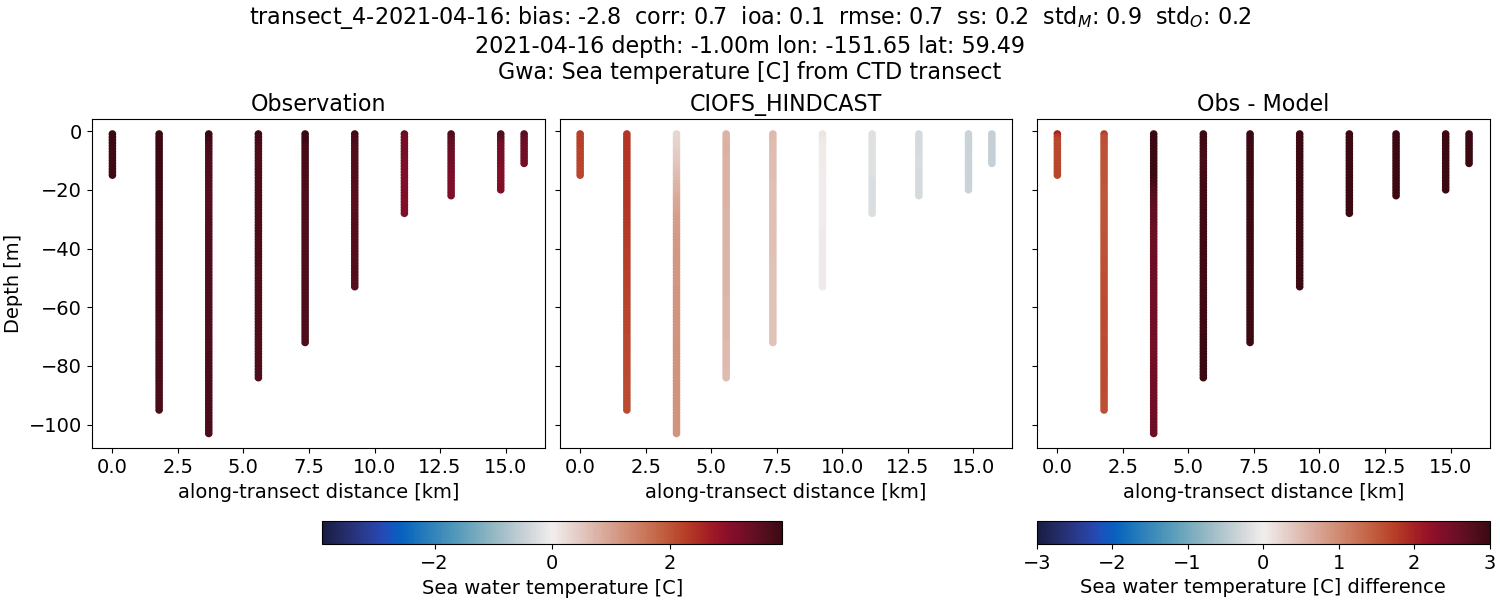 transect_4-2021-04-16: bias: -2.8 corr: 0.7 ioa: 0.1 rmse: 0.7 ss: 0.2 std_M: 0.9 std_O: 0.2
2021-04-16 depth: -1.00m lon: -151.65 lat: 59.49
Gwa: Sea temperature [C] from CTD transect
Observation
CIOFS_HINDCAST
Obs - Model
Depth [m]
0
−20
−40
−60
−80
−100
0.0 2.5 5.0 7.5 10.0 12.5 15.0
0.0 2.5 5.0 7.5 10.0 12.5 15.0
0.0 2.5 5.0 7.5 10.0 12.5 15.0
along-transect distance [km]
along-transect distance [km]
along-transect distance [km]
−2 0 2
Sea water temperature [C]
−3 −2 −1 0 1 2 3
Sea water temperature [C] difference